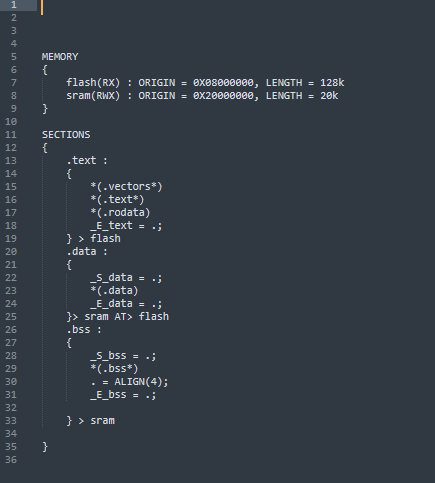 1
2
3
4
5 MEMORY
6 {
7 flash(RX) : ORIGIN = 0X08000000, LENGTH = 128k
8 sram(RWX) : ORIGIN = 0X20000000, LENGTH = 20k
9 }
10
11 SECTIONS
12 {
13 .text :
14 {
15 *(.vectors*)
16 *(.text*)
17 *(.rodata)
18 _E_text = .;
19 } > flash
20 .data :
21 {
22 _S_data = .;
23 *(.data)
24 _E_data = .;
25 }> sram AT> flash
26 .bss :
27 {
28 _S_bss = .;
29 *(.bss*)
30 . = ALIGN(4);
31 _E_bss = .;
32
33 } > sram
34
35 }
36